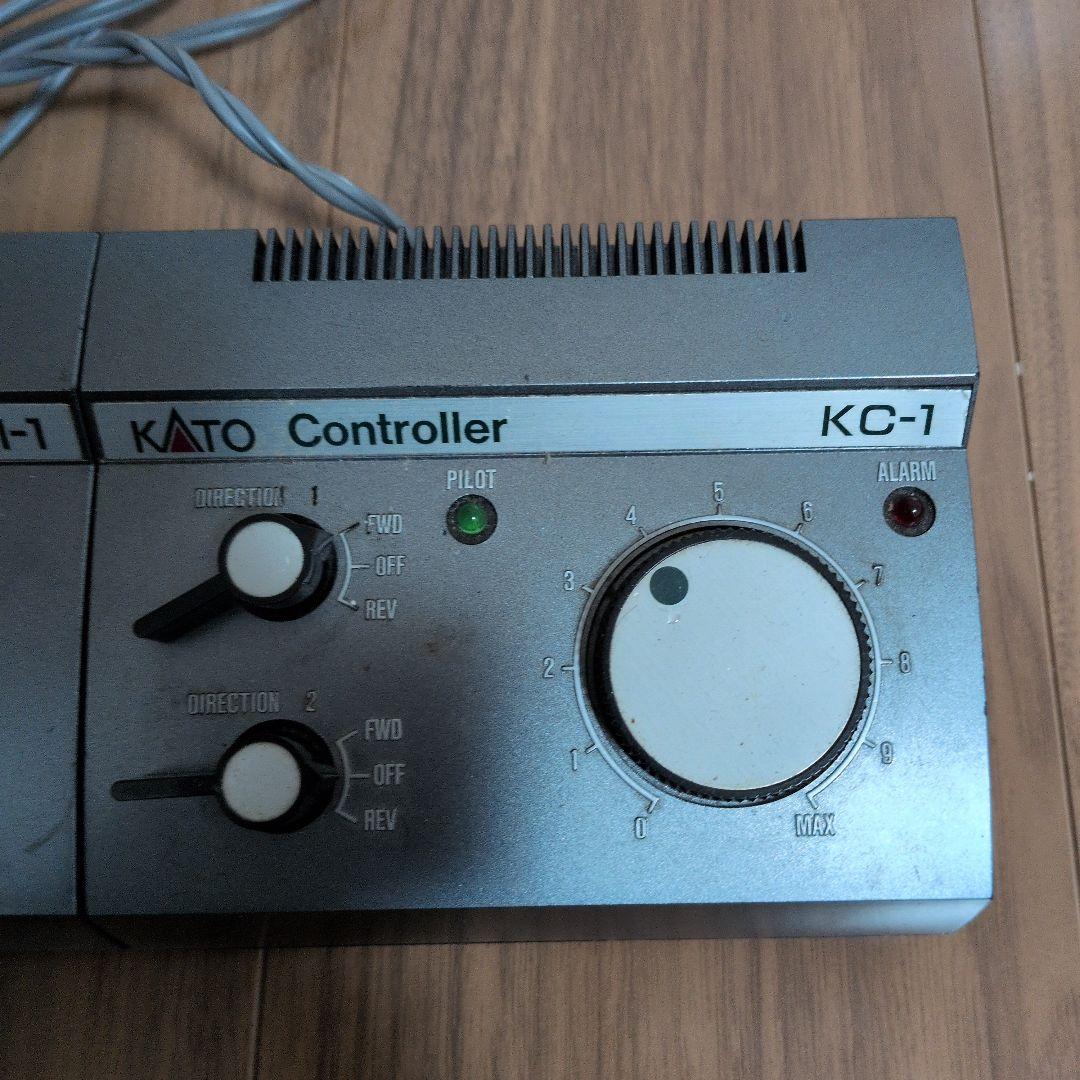 -1
KATO Controller KC-1
DIRECTION 1
FWD
OFF
REV
PILOT
ALARM
DIRECTION 2
FWD
OFF
REV
0
1
2
3
4
5
6
7
8
9
MAX